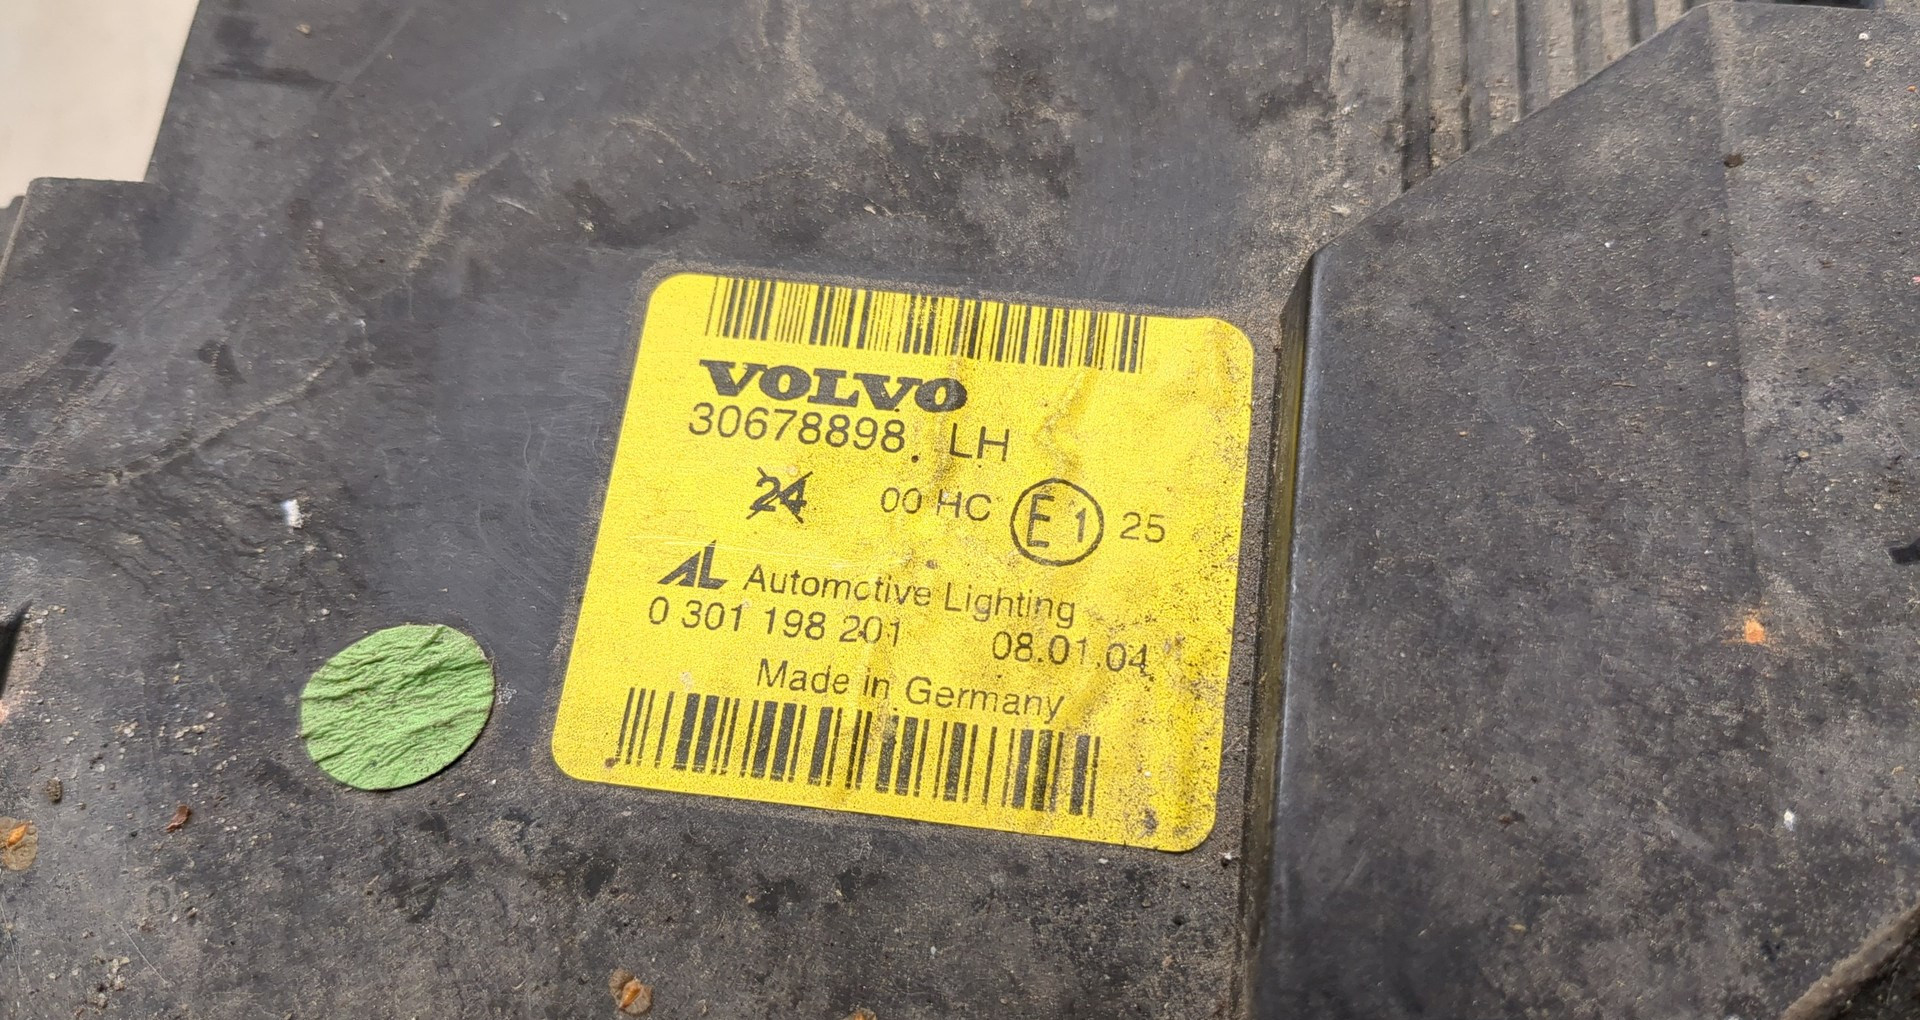 VOLVO
30678898 LH
24 00 HC E1 25
AL Automotive Lighting
0 301 198 201 08.01.04
Made in Germany